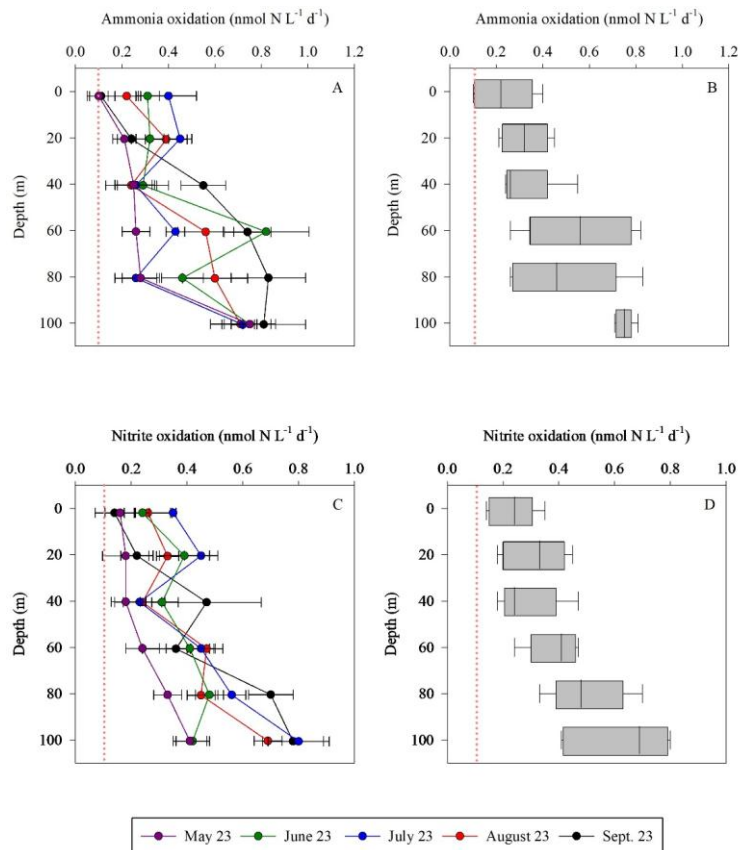 Ammonia oxidation (nmol N L⁻¹ d⁻¹)
0.0 0.2 0.4 0.6 0.8 1.0 1.2
A
0
20
40
60
80
100
Depth (m)
Ammonia oxidation (nmol N L⁻¹ d⁻¹)
0.0 0.2 0.4 0.6 0.8 1.0 1.2
B
0
20
40
60
80
100
Depth (m)
Nitrite oxidation (nmol N L⁻¹ d⁻¹)
0.0 0.2 0.4 0.6 0.8 1.0
C
0
20
40
60
80
100
Depth (m)
Nitrite oxidation (nmol N L⁻¹ d⁻¹)
0.0 0.2 0.4 0.6 0.8 1.0
D
0
20
40
60
80
100
Depth (m)
May 23 June 23 July 23 August 23 Sept. 23